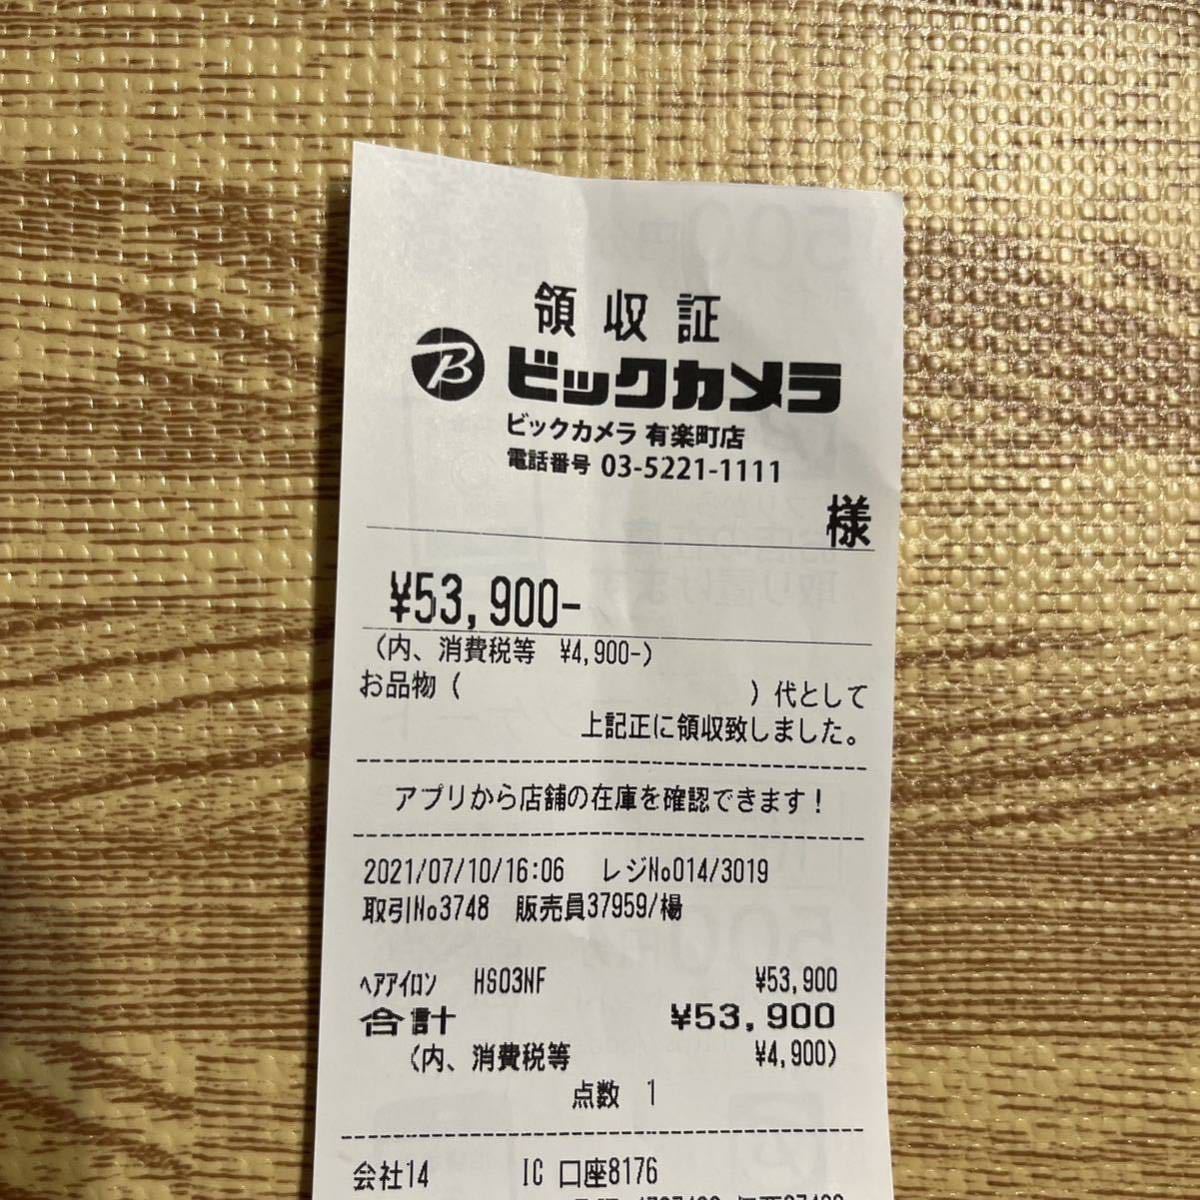 領収証
B ビックカメラ
ビックカメラ 有楽町店
電話番号 03-5221-1111
様
¥53,900-
(内、消費税等 ¥4,900-)
お品物( )代として
上記正に領収致しました。
アプリから店舗の在庫を確認できます!
2021/07/10/16:06 レジNo014/3019
取引No3748 販売員37959/楊
ヘアアイロン HS03NF ¥53,900
合計 ¥53,900
(内、消費税等 ¥4,900)
点数 1
会社14 IC 口座8176